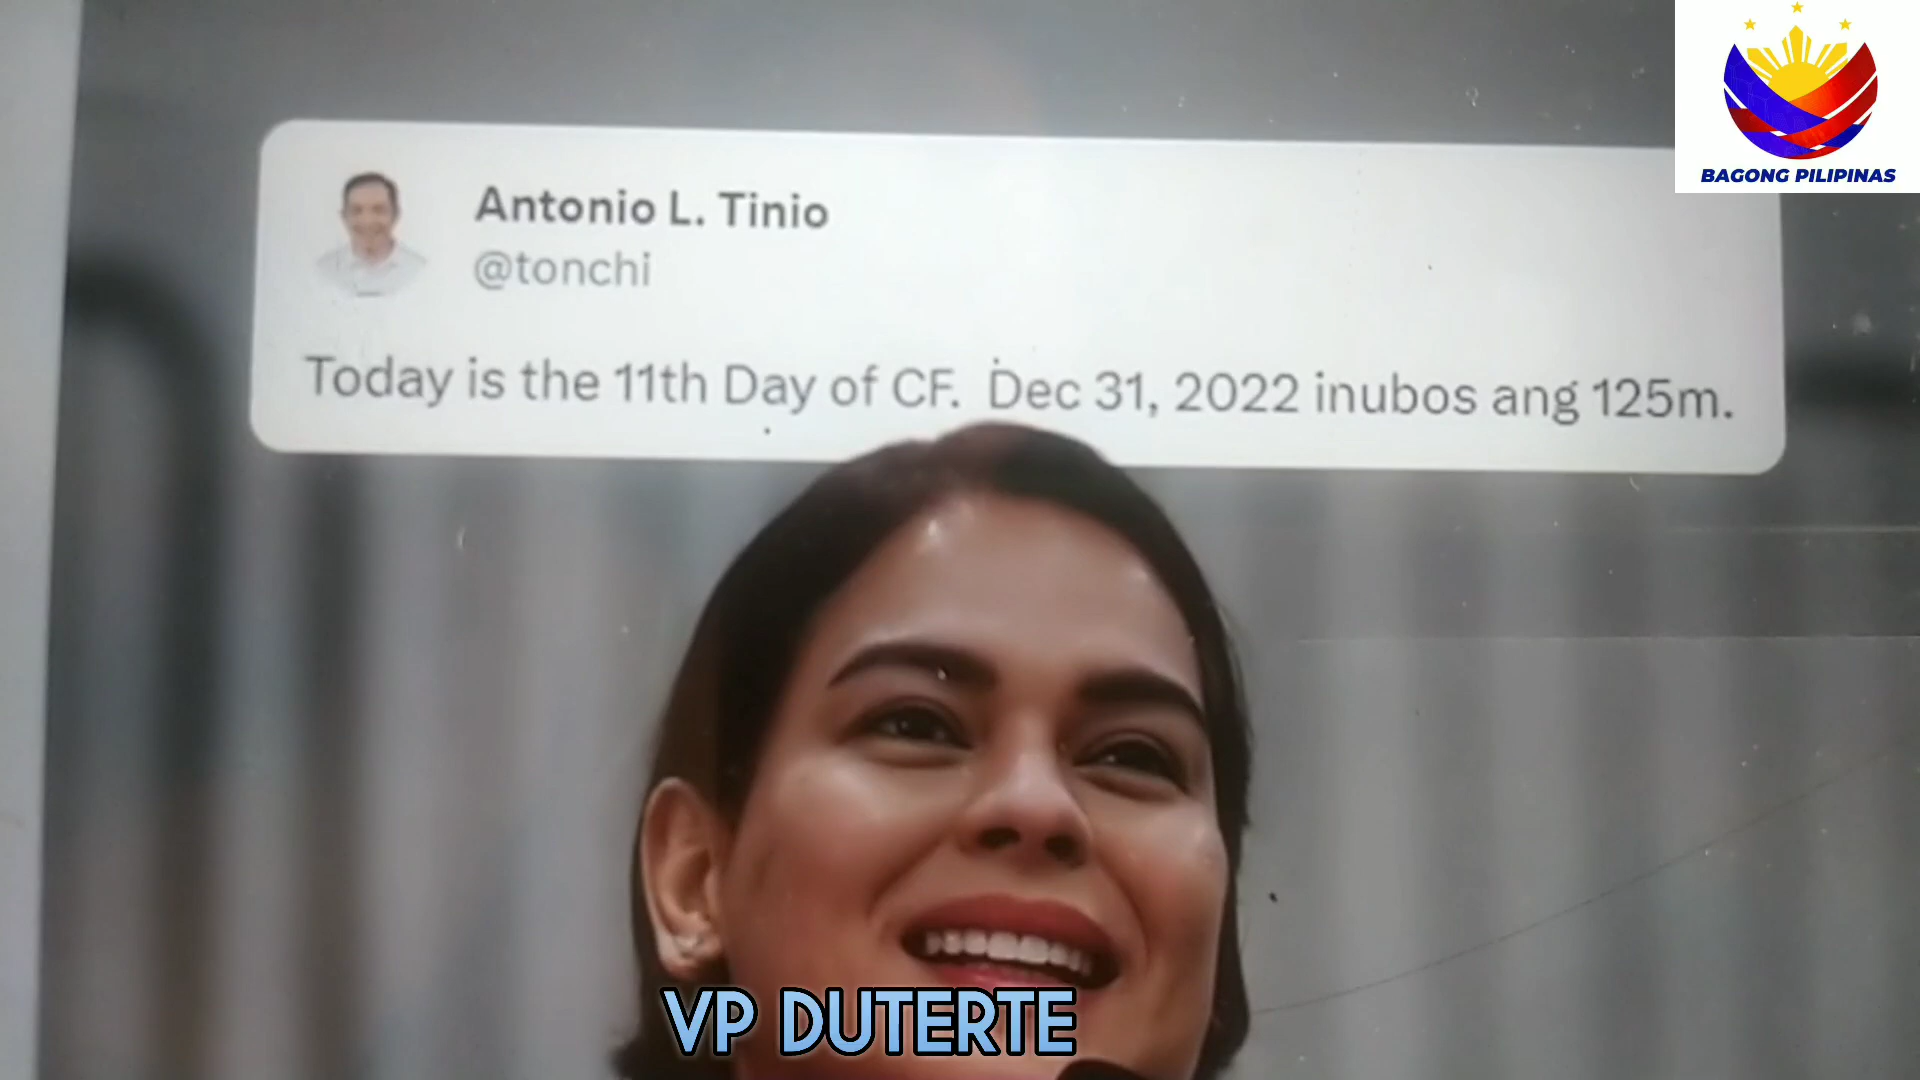 BAGONG PILIPINAS
Antonio L. Tinio
@tonchi
Today is the 11th Day of CF. Dec 31, 2022 inubos ang 125m.
VP DUTERTE